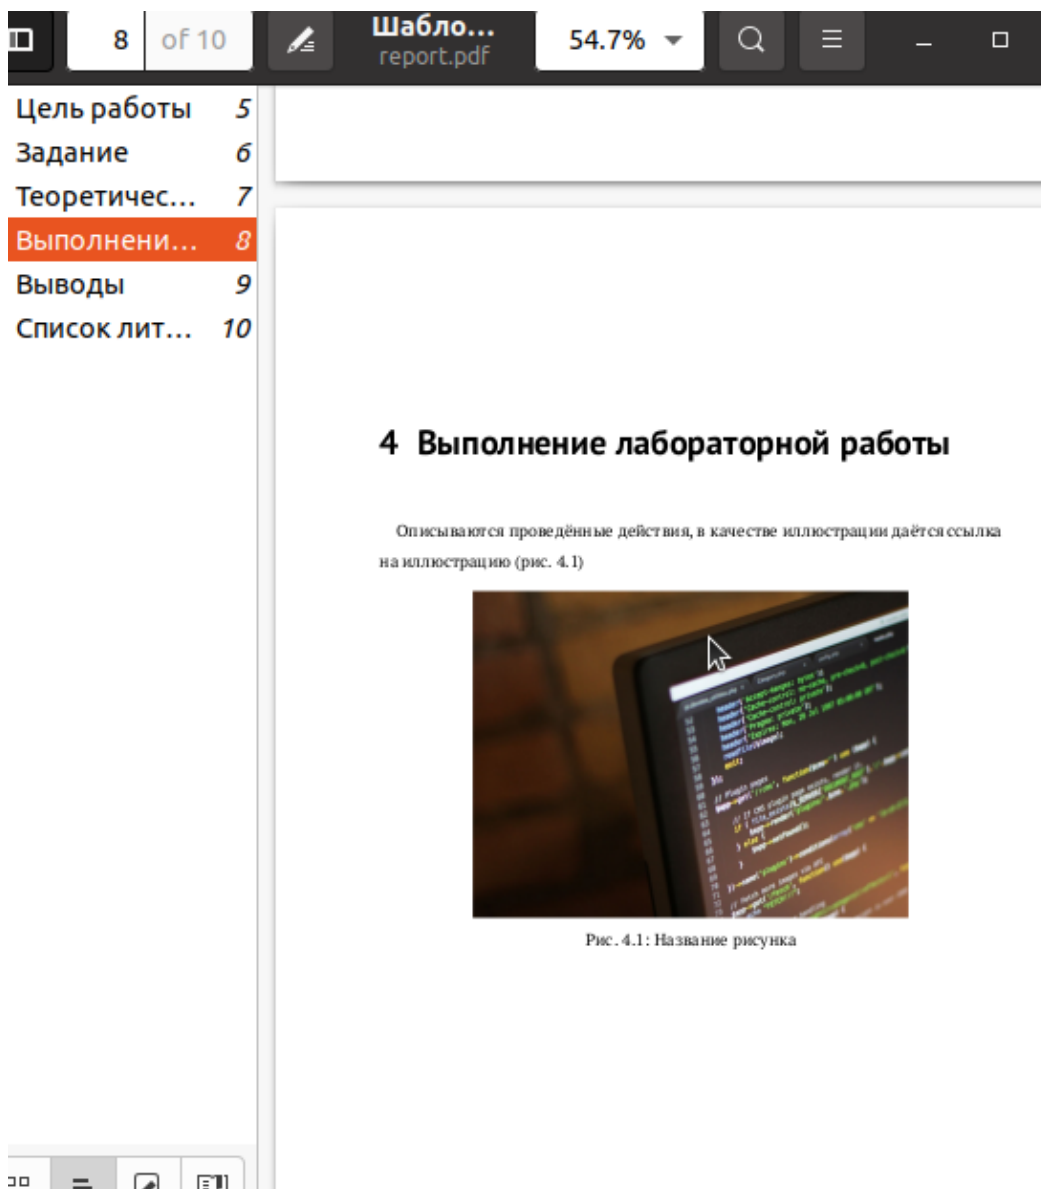 8 of 10
Шабло...
report.pdf
54.7%
Цель работы 5
Задание 6
Теоретичес... 7
Выполнени... 8
Выводы 9
Список лит... 10
4 Выполнение лабораторной работы
Описываются проведённые действия, в качестве иллюстрации даётся ссылка
на иллюстрацию (рис. 4.1)
Рис. 4.1: Название рисунка